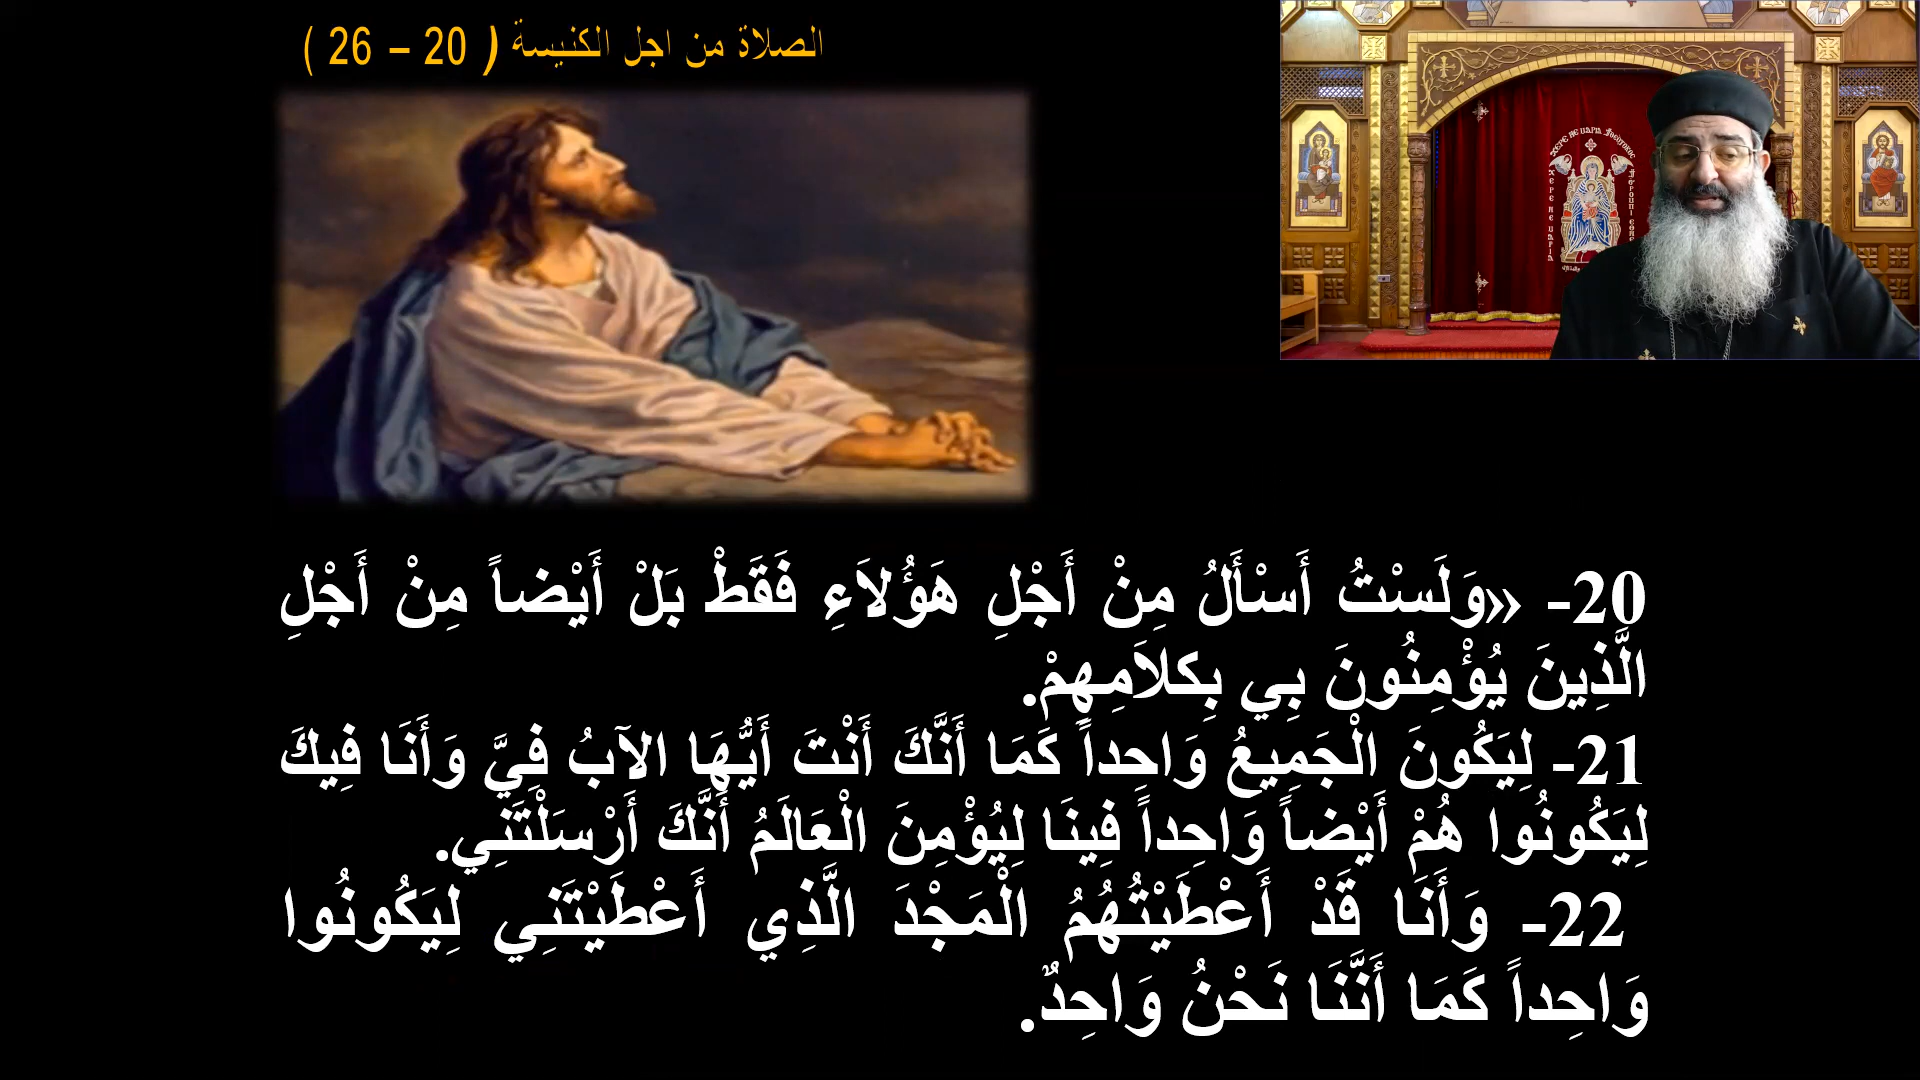 الصلاة من اجل الكنيسة ( 20 – 26 )
20- «وَلَسْتُ أَسْأَلُ مِنْ أَجْلِ هَؤُلاَءِ فَقَطْ بَلْ أَيْضاً مِنْ أَجْلِ
الَّذِينَ يُؤْمِنُونَ بِي بِكلاَمِهِمْ.
21- لِيَكُونَ الْجَمِيعُ وَاحِداً كَمَا أَنَّكَ أَنْتَ أَيُّهَا الآبُ فِيَّ وَأَنَا فِيكَ
لِيَكُونُوا هُمْ أَيْضاً وَاحِداً فِينَا لِيُؤْمِنَ الْعَالَمُ أَنَّكَ أَرْسَلْتَنِي.
22- وَأَنَا قَدْ أَعْطَيْتُهُمُ الْمَجْدَ الَّذِي أَعْطَيْتَنِي لِيَكُونُوا
وَاحِداً كَمَا أَنَّنَا نَحْنُ وَاحِدٌ.